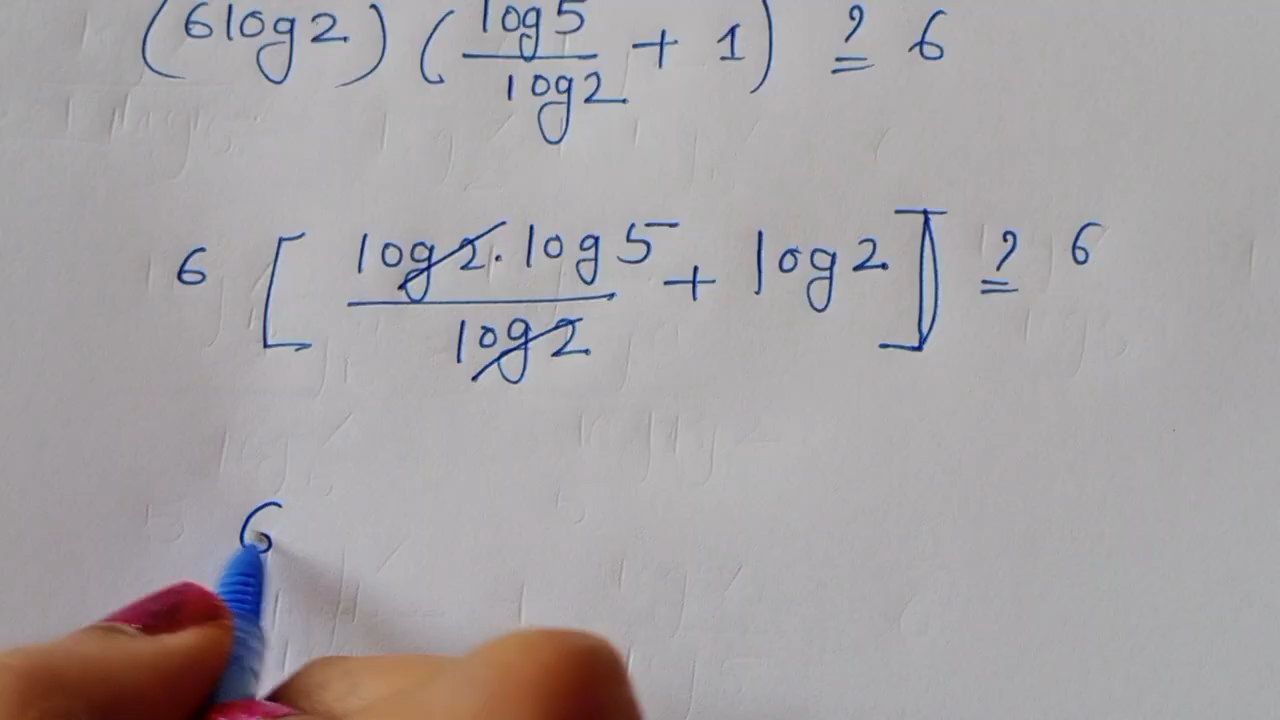 (6log2) (log5/log2 + 1) ≟ 6
6 [log2·log5/log2 + log2] ≟ 6
6